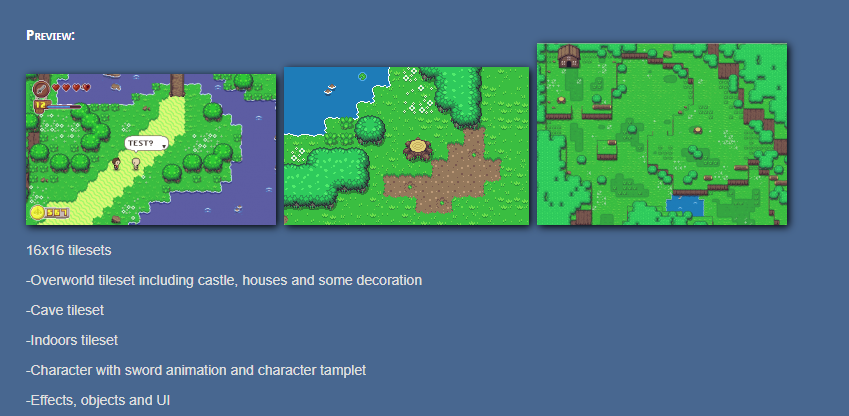 Preview:
12
TEST?
16x16 tilesets
-Overworld tileset including castle, houses and some decoration
-Cave tileset
-Indoors tileset
-Character with sword animation and character tamplet
-Effects, objects and UI